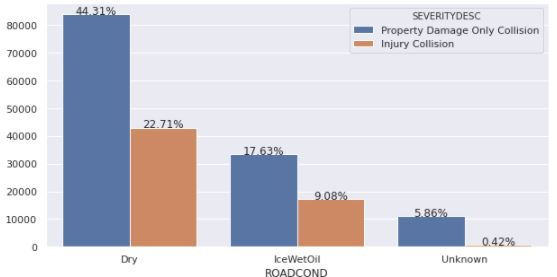 44.31%
SEVERITYDESC
Property Damage Only Collision
Injury Collision
80000
70000
60000
50000
40000
30000
20000
10000
0
22.71%
17.63%
9.08%
5.86%
0.42%
Dry
IceWetOil
Unknown
ROADCOND